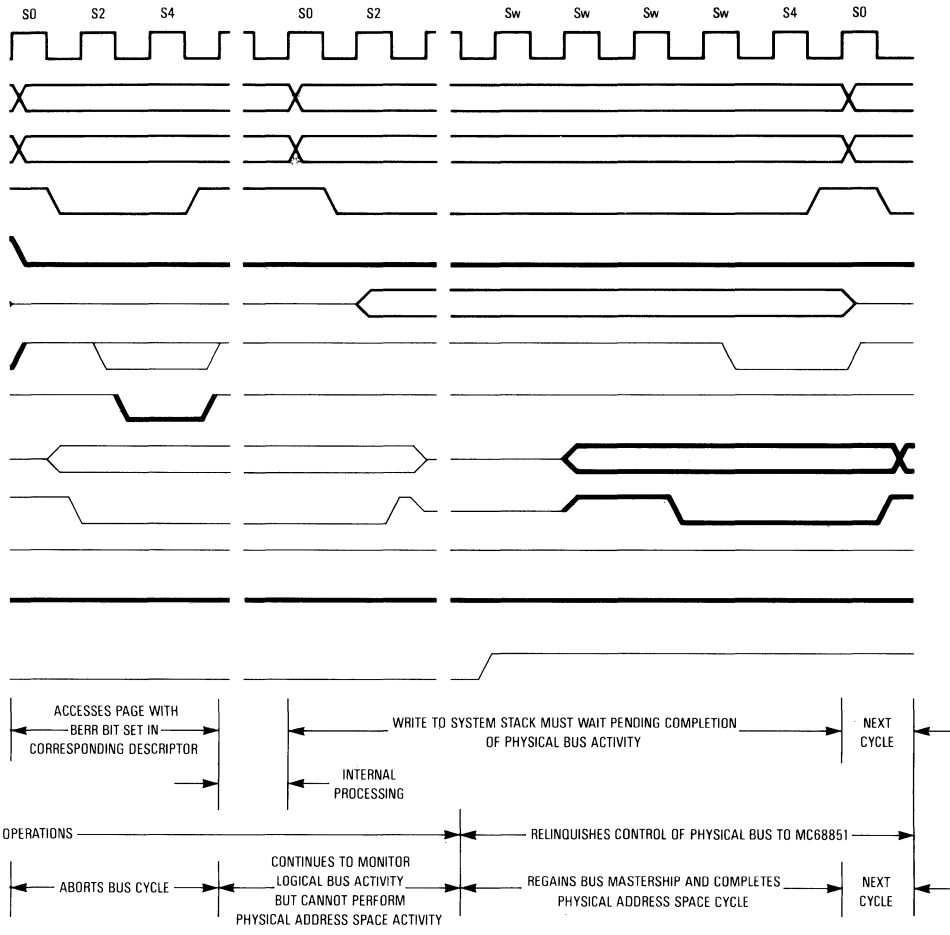 S0 S2 S4 S0 S2 Sw Sw Sw Sw S4 S0
ACCESSES PAGE WITH
BERR BIT SET IN
CORRESPONDING DESCRIPTOR
WRITE TO SYSTEM STACK MUST WAIT PENDING COMPLETION
OF PHYSICAL BUS ACTIVITY
NEXT
CYCLE
INTERNAL
PROCESSING
OPERATIONS
RELINQUISHES CONTROL OF PHYSICAL BUS TO MC68851
ABORTS BUS CYCLE
CONTINUES TO MONITOR
LOGICAL BUS ACTIVITY
BUT CANNOT PERFORM
PHYSICAL ADDRESS SPACE ACTIVITY
REGAINS BUS MASTERSHIP AND COMPLETES
PHYSICAL ADDRESS SPACE CYCLE
NEXT
CYCLE